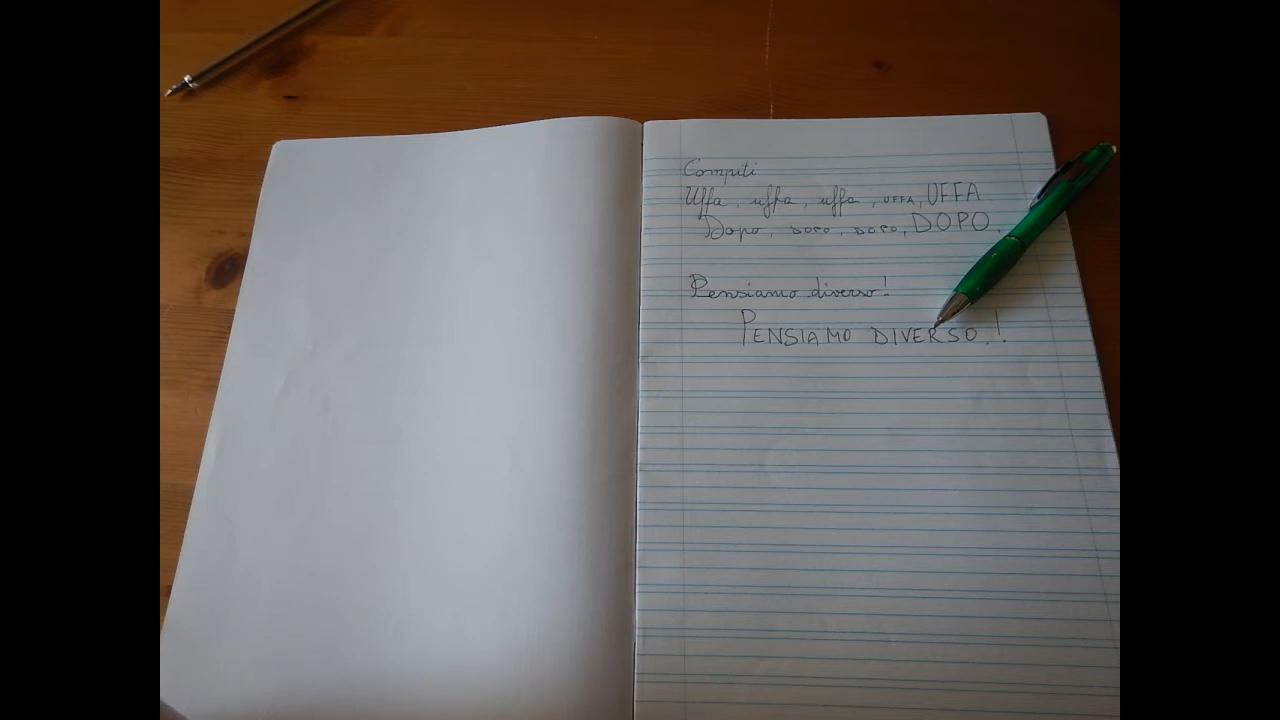 Compiti
Uffa, uffa, uffa, UFFA, UFFA
Dopo, DOPO, DOPO, DOPO.
Pensiamo diverso!
PENSIAMO DIVERSO!